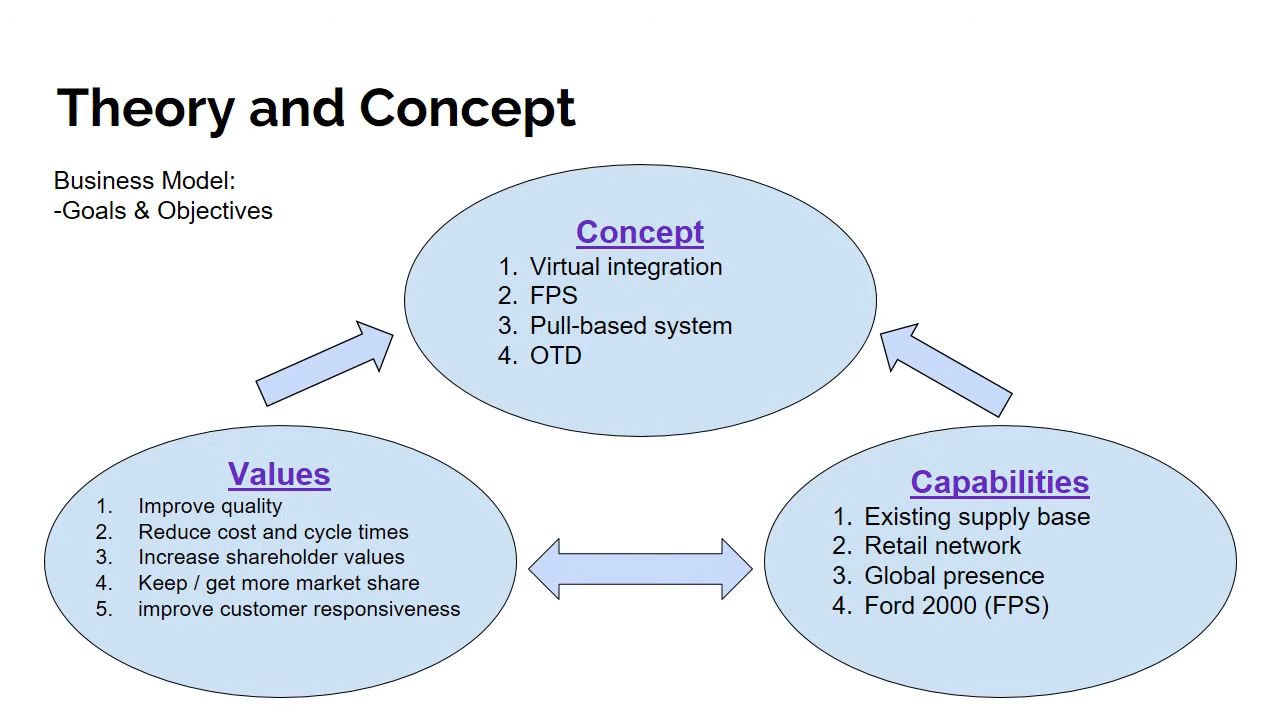 Theory and Concept
Business Model:
-Goals & Objectives
Concept
1. Virtual integration
2. FPS
3. Pull-based system
4. OTD
Values
1. Improve quality
2. Reduce cost and cycle times
3. Increase shareholder values
4. Keep / get more market share
5. improve customer responsiveness
Capabilities
1. Existing supply base
2. Retail network
3. Global presence
4. Ford 2000 (FPS)